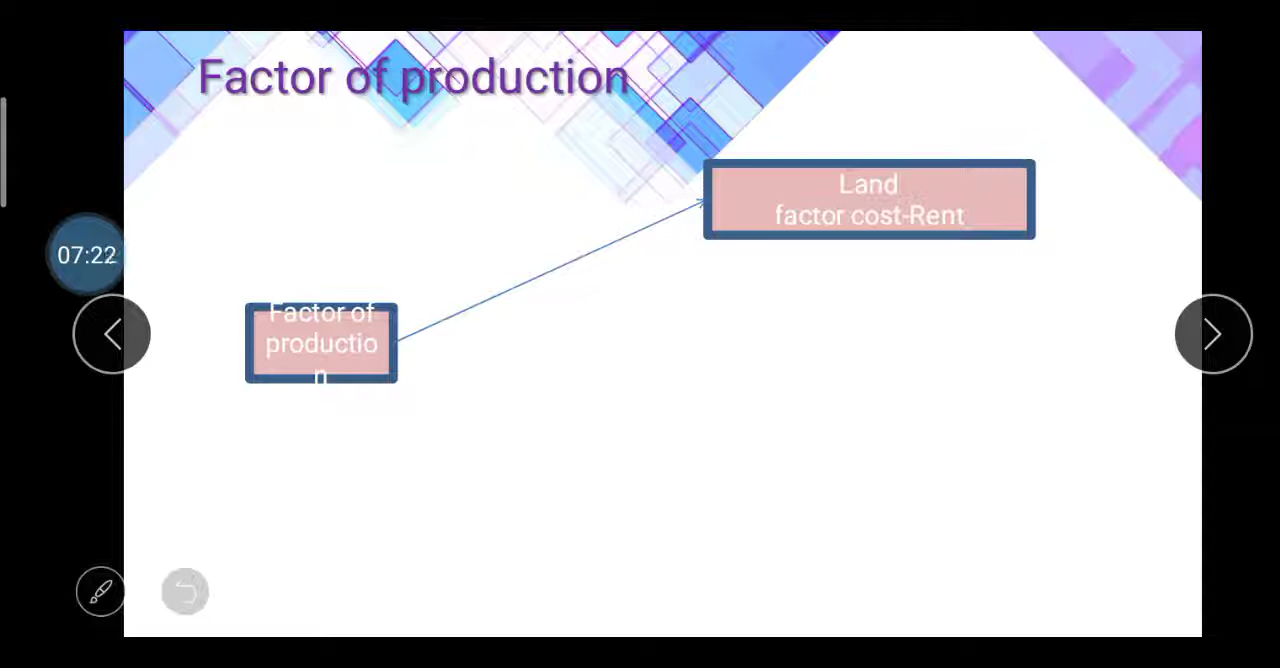 Factor of production
Land
factor cost-Rent
07:22
Factor of
productio
n